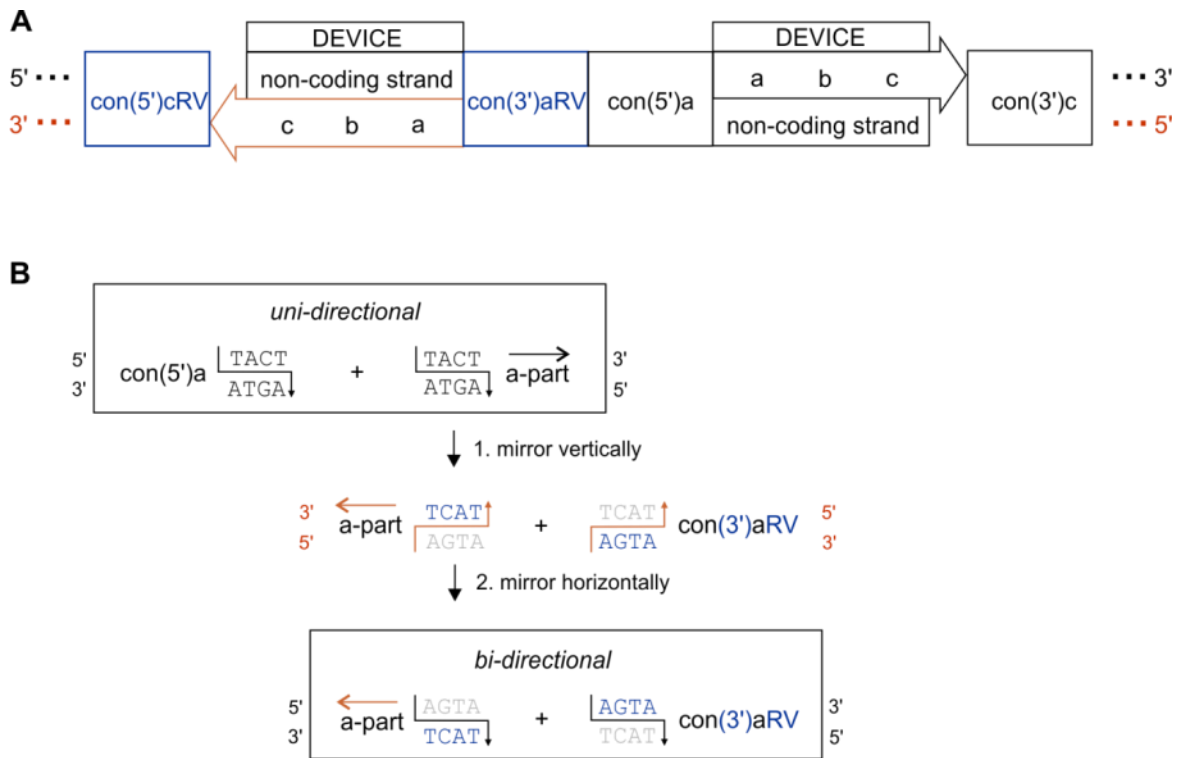 A
DEVICE DEVICE
5' ··· con(5')cRV non-coding strand con(3')aRV con(5')a a b c con(3')c ··· 3'
3' ··· c b a non-coding strand ··· 5'
B
uni-directional
5' con(5')a TACT + TACT a-part 3'
3' ATGA ATGA 5'
1. mirror vertically
3' a-part TCAT + TCAT con(3')aRV 5'
5' AGTA AGTA 3'
2. mirror horizontally
bi-directional
5' a-part AGTA + AGTA con(3')aRV 3'
3' TCAT TCAT 5'